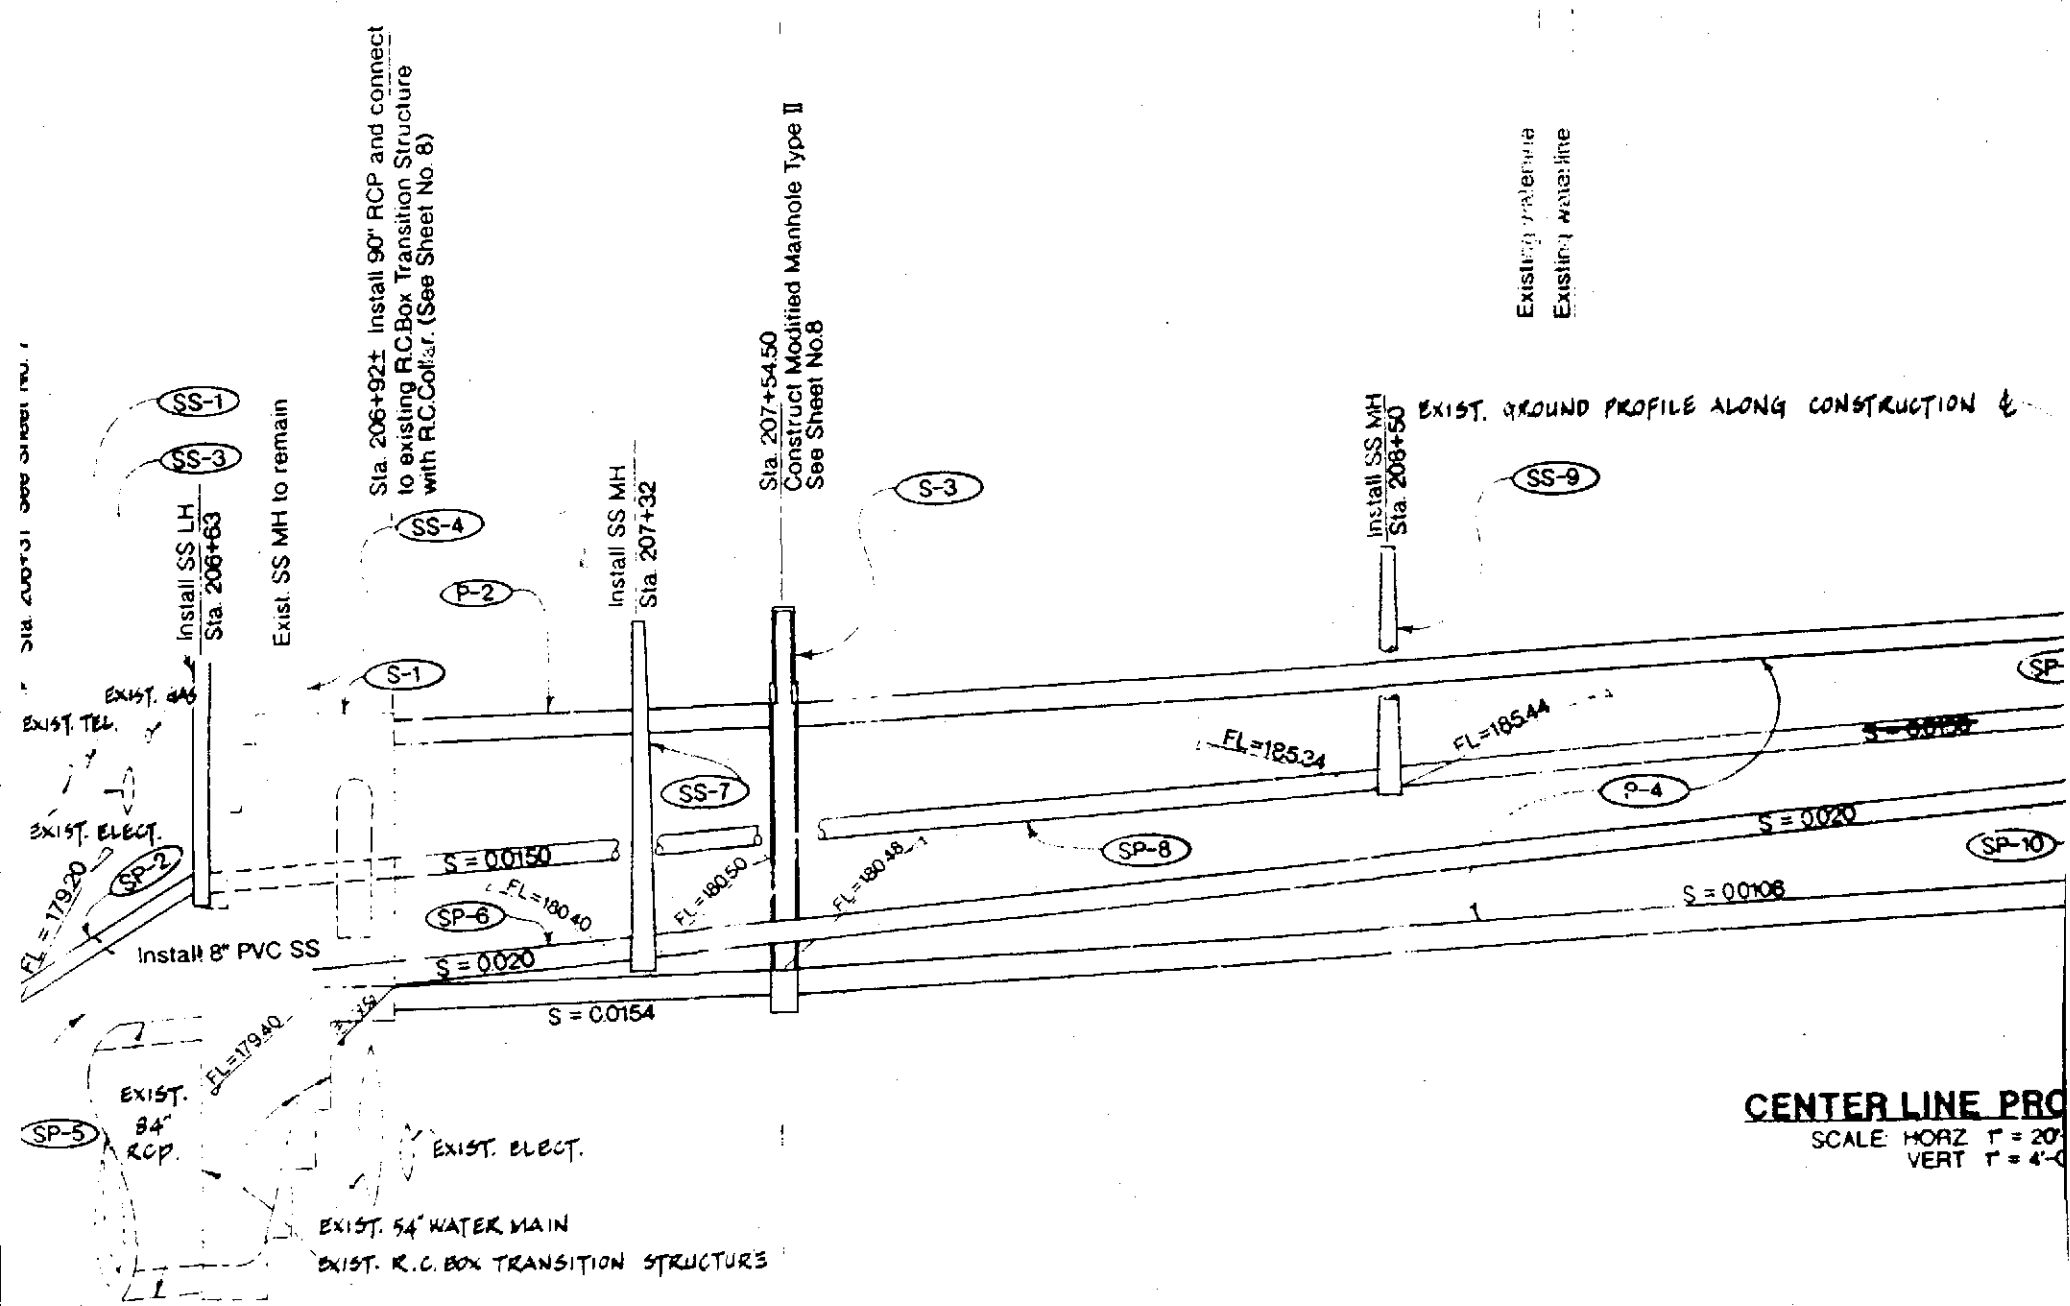 SS-1
SS-3
Install SS LH
Sta. 206+63
Exist. SS MH to remain
Sta. 206+92± Install 90" RCP and connect
to existing R.C.Box Transition Structure
with R.C.Collar. (See Sheet No. 8)
SS-4
P-2
S-1
Install SS MH
Sta. 207+32
Sta. 207+54.50
Construct Modified Manhole Type II
See Sheet No.8
S-3
Install SS MH
Sta. 208+50
EXIST. GROUND PROFILE ALONG CONSTRUCTION ℄
SS-9
Existing
Existing waterline
EXIST. GAS
EXIST. TEL.
EXIST. ELECT.
SP-2
FL = 179.20
Install 8" PVC SS
S = 0.0150
SS-7
FL=180.40
SP-6
S = 0.020
S = 0.0154
FL=180.50
FL=180.48
FL=185.34
FL=185.44
SP-8
P-4
S = 0.0150
S = 0.020
SP-10
S = 0.0106
SP-
FL=179.40
EXIST.
84"
RCP.
SP-5
EXIST. ELECT.
EXIST. 54" WATER MAIN
EXIST. R.C. BOX TRANSITION STRUCTURE
CENTER LINE PRO
SCALE: HORZ 1" = 20'-
VERT 1" = 4'-0